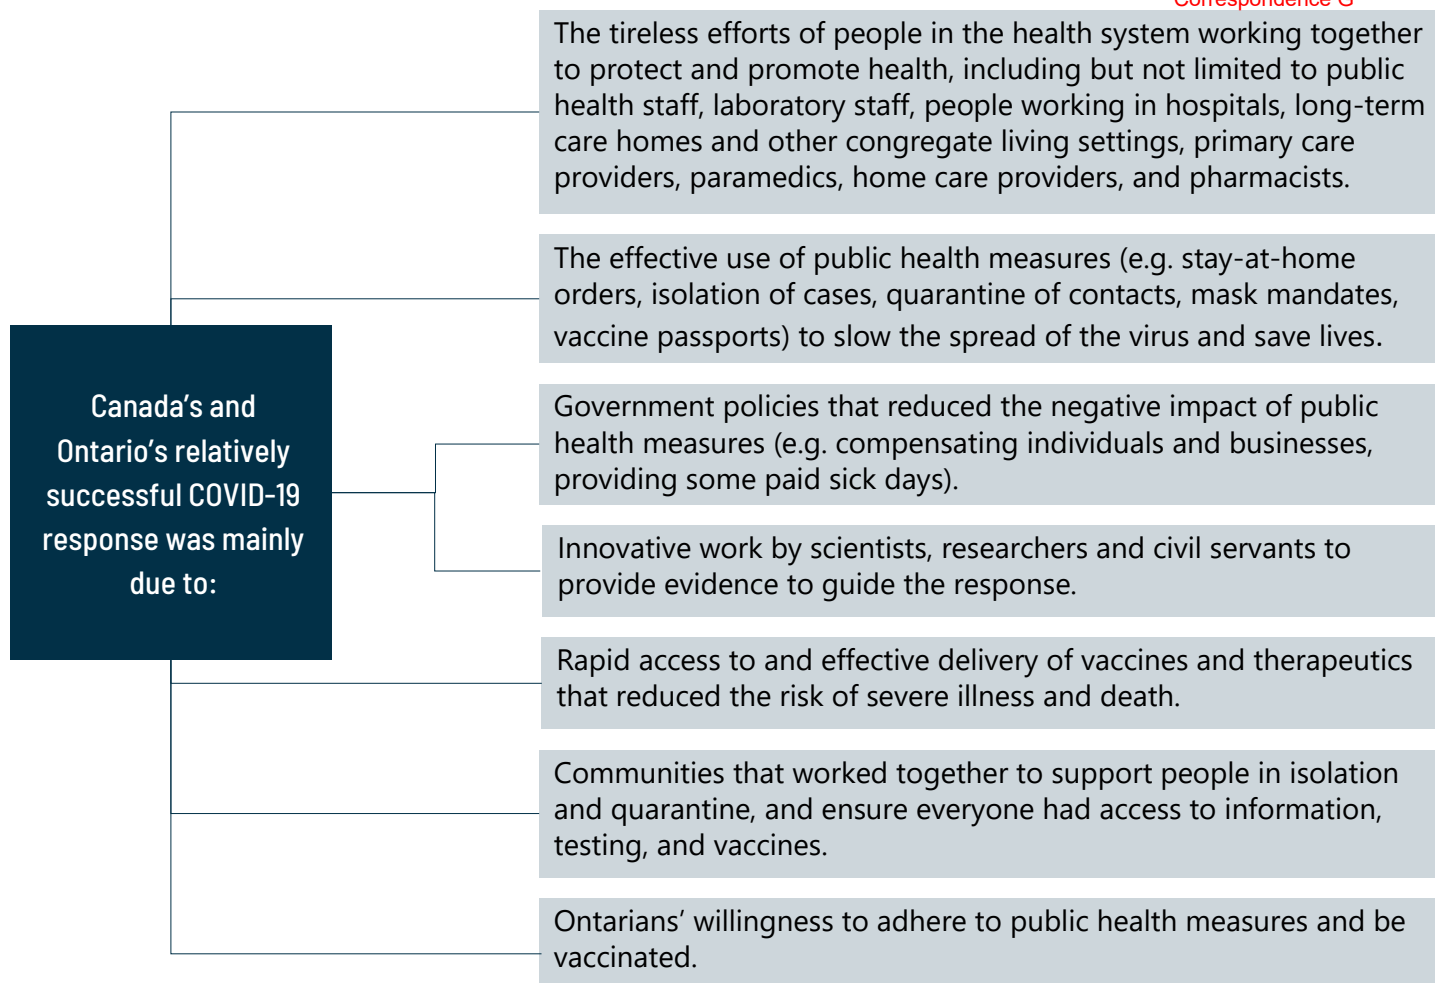 Correspondence G
The tireless efforts of people in the health system working together
to protect and promote health, including but not limited to public
health staff, laboratory staff, people working in hospitals, long-term
care homes and other congregate living settings, primary care
providers, paramedics, home care providers, and pharmacists.
The effective use of public health measures (e.g. stay-at-home
orders, isolation of cases, quarantine of contacts, mask mandates,
vaccine passports) to slow the spread of the virus and save lives.
Canada’s and
Ontario’s relatively
successful COVID-19
response was mainly
due to:
Government policies that reduced the negative impact of public
health measures (e.g. compensating individuals and businesses,
providing some paid sick days).
Innovative work by scientists, researchers and civil servants to
provide evidence to guide the response.
Rapid access to and effective delivery of vaccines and therapeutics
that reduced the risk of severe illness and death.
Communities that worked together to support people in isolation
and quarantine, and ensure everyone had access to information,
testing, and vaccines.
Ontarians’ willingness to adhere to public health measures and be
vaccinated.